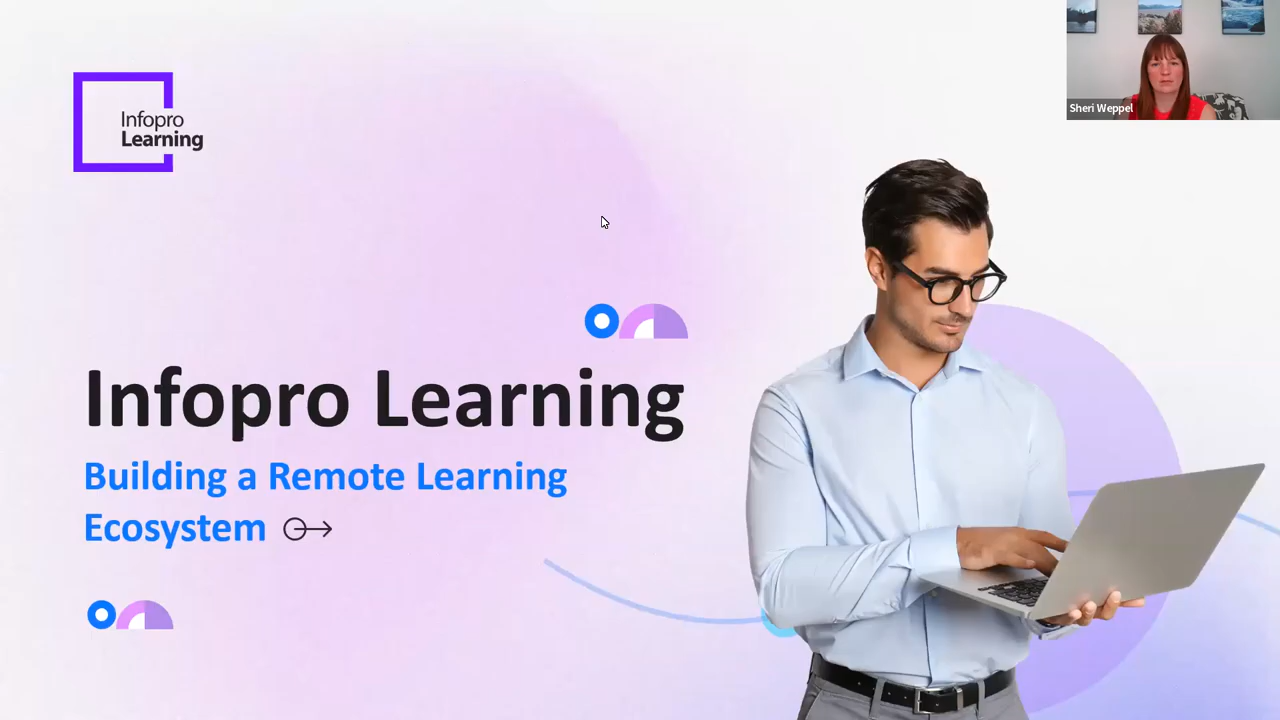 Infopro
Learning
Sheri Weppel
Infopro Learning
Building a Remote Learning
Ecosystem